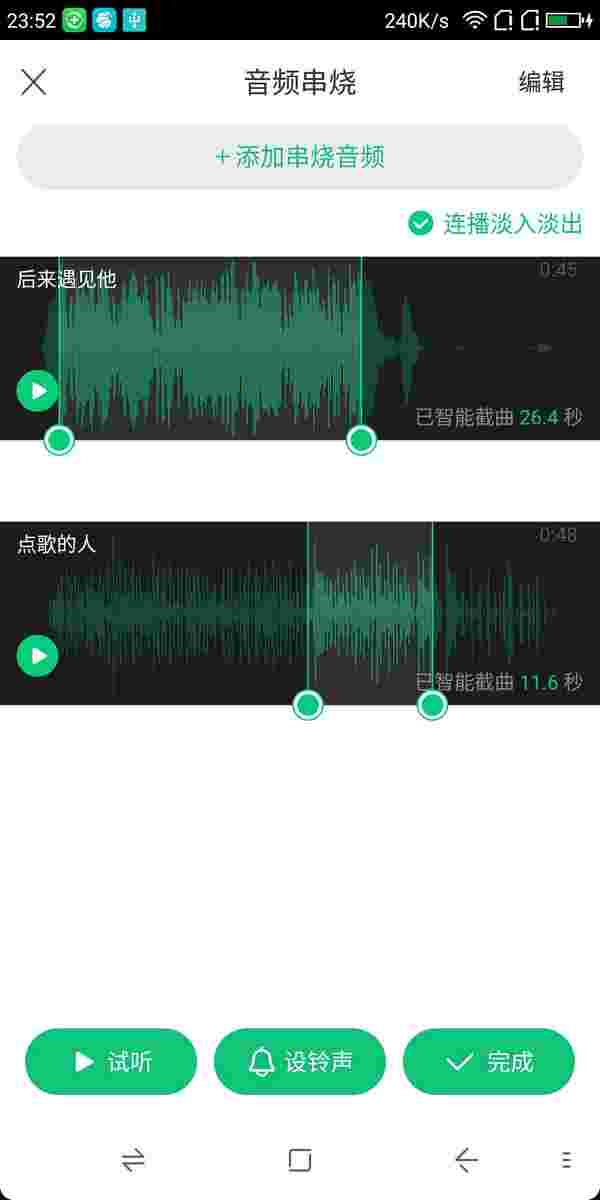 23:52 240K/s
音频串烧 编辑
+添加串烧音频
连播淡入淡出
后来遇见他 0:45
已智能截曲 26.4 秒
点歌的人 0:48
已智能截曲 11.6 秒
试听 设铃声 完成